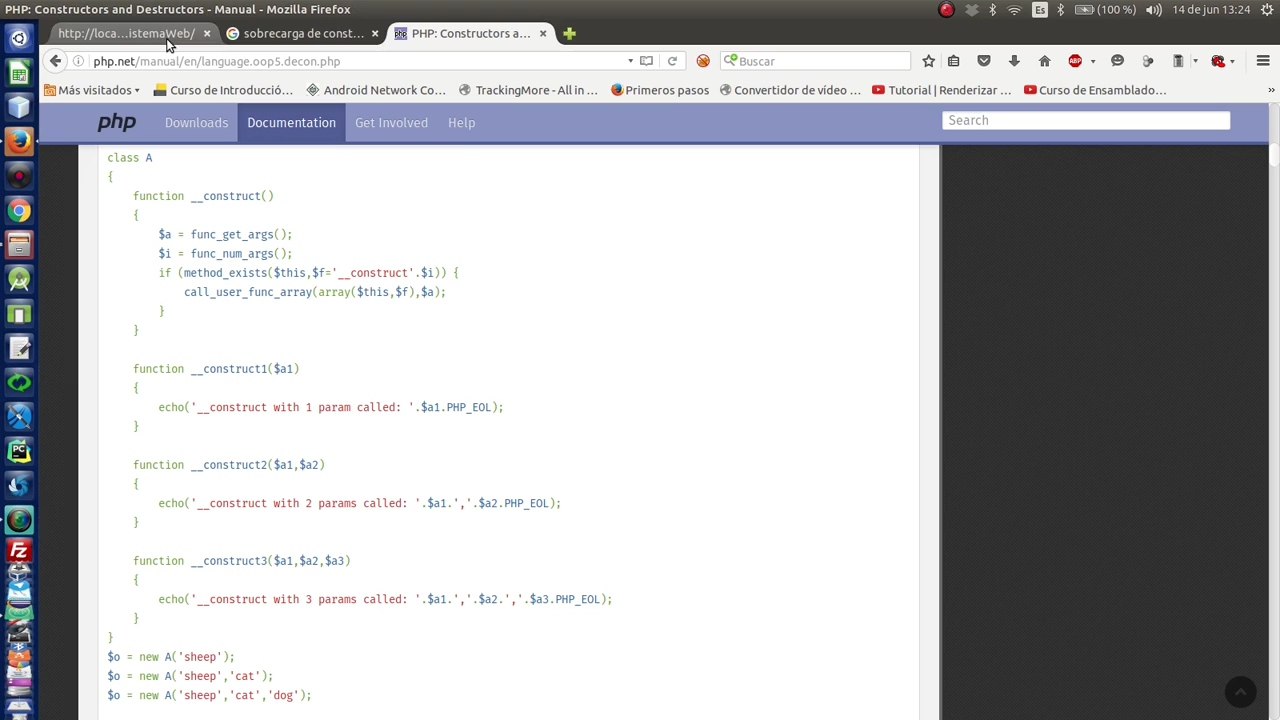 Constructors and Destructors - Manual - Mozilla Firefox
Es
(100 %)
14 de jun 13:24
http://loca...istemaWeb/
sobrecarga de const...
PHP: Constructors a...
php.net/manual/en/language.oop5.decon.php
Buscar
ABP
Más visitados
Curso de Introducció...
Android Network Co...
TrackingMore - All in ...
Primeros pasos
Convertidor de vídeo ...
Tutorial | Renderizar ...
Curso de Ensamblado...
php
Downloads
Documentation
Get Involved
Help
Search
class A
{
function __construct()
{
$a = func_get_args();
$i = func_num_args();
if (method_exists($this,$f='__construct'.$i)) {
call_user_func_array(array($this,$f),$a);
}
}
function __construct1($a1)
{
echo('__construct with 1 param called: '.$a1.PHP_EOL);
}
function __construct2($a1,$a2)
{
echo('__construct with 2 params called: '.$a1.','.$a2.PHP_EOL);
}
function __construct3($a1,$a2,$a3)
{
echo('__construct with 3 params called: '.$a1.','.$a2.','.$a3.PHP_EOL);
}
}
$o = new A('sheep');
$o = new A('sheep','cat');
$o = new A('sheep','cat','dog');
PC
Fz